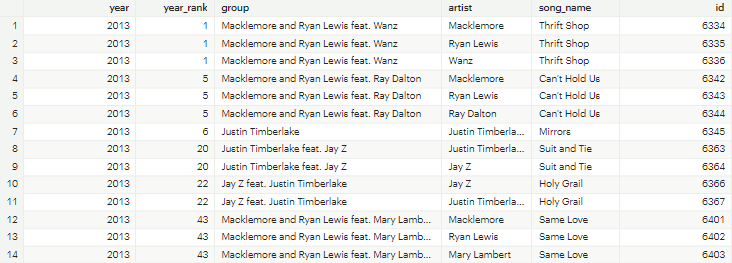 year year_rank group artist song_name id
1 2013 1 Macklemore and Ryan Lewis feat. Wanz Macklemore Thrift Shop 6334
2 2013 1 Macklemore and Ryan Lewis feat. Wanz Ryan Lewis Thrift Shop 6335
3 2013 1 Macklemore and Ryan Lewis feat. Wanz Wanz Thrift Shop 6336
4 2013 5 Macklemore and Ryan Lewis feat. Ray Dalton Macklemore Can't Hold Us 6342
5 2013 5 Macklemore and Ryan Lewis feat. Ray Dalton Ryan Lewis Can't Hold Us 6343
6 2013 5 Macklemore and Ryan Lewis feat. Ray Dalton Ray Dalton Can't Hold Us 6344
7 2013 6 Justin Timberlake Justin Timberla... Mirrors 6345
8 2013 20 Justin Timberlake feat. Jay Z Justin Timberla... Suit and Tie 6363
9 2013 20 Justin Timberlake feat. Jay Z Jay Z Suit and Tie 6364
10 2013 22 Jay Z feat. Justin Timberlake Jay Z Holy Grail 6366
11 2013 22 Jay Z feat. Justin Timberlake Justin Timberla... Holy Grail 6367
12 2013 43 Macklemore and Ryan Lewis feat. Mary Lamb... Macklemore Same Love 6401
13 2013 43 Macklemore and Ryan Lewis feat. Mary Lamb... Ryan Lewis Same Love 6402
14 2013 43 Macklemore and Ryan Lewis feat. Mary Lamb... Mary Lambert Same Love 6403